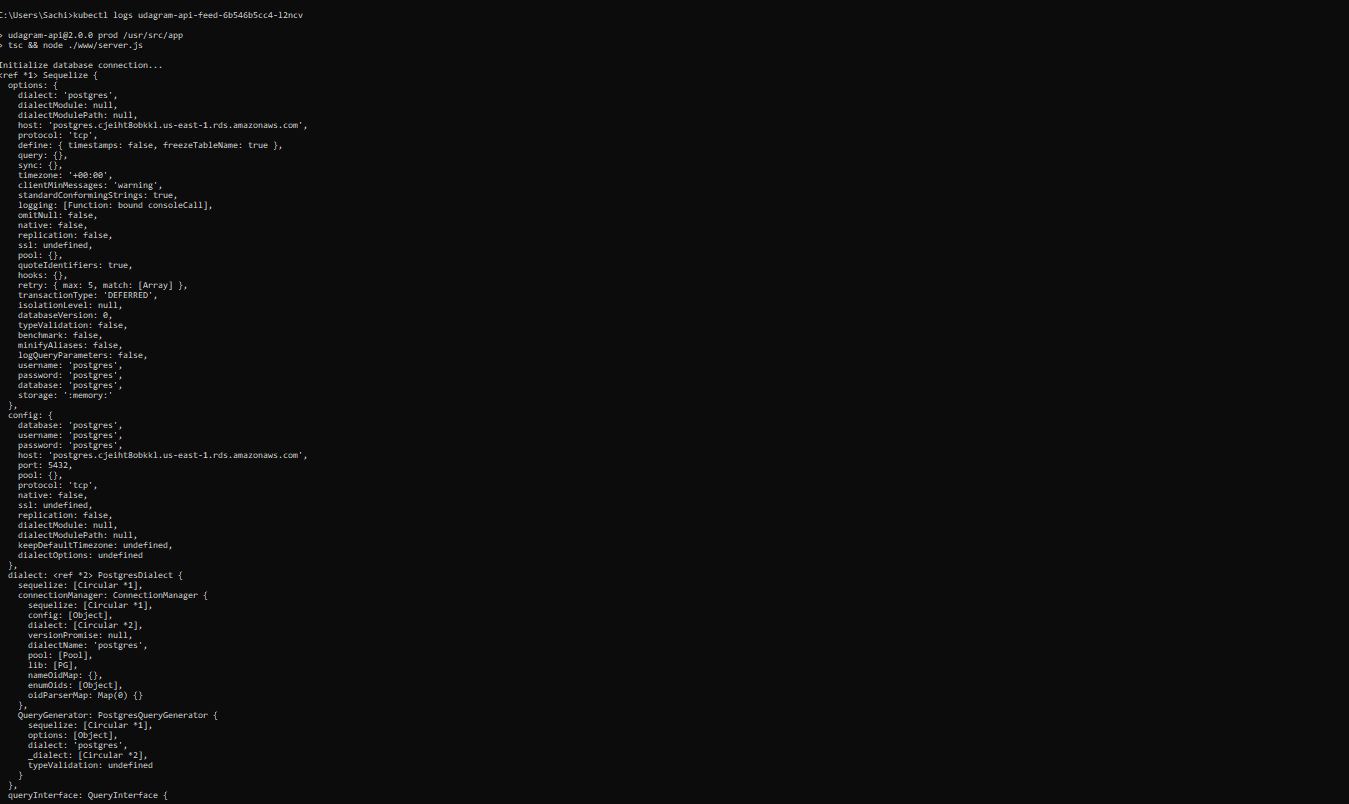 C:\Users\Sachi>kubectl logs udagram-api-feed-6b546b5cc4-l2ncv
> udagram-api@2.0.0 prod /usr/src/app
> tsc && node ./www/server.js
Initialize database connection...
<ref *1> Sequelize {
options: {
dialect: 'postgres',
dialectModule: null,
dialectModulePath: null,
host: 'postgres.cjeiht8obkkl.us-east-1.rds.amazonaws.com',
protocol: 'tcp',
define: { timestamps: false, freezeTableName: true },
query: {},
sync: {},
timezone: '+00:00',
clientMinMessages: 'warning',
standardConformingStrings: true,
logging: [Function: bound consoleCall],
omitNull: false,
native: false,
replication: false,
ssl: undefined,
pool: {},
quoteIdentifiers: true,
hooks: {},
retry: { max: 5, match: [Array] },
transactionType: 'DEFERRED',
isolationLevel: null,
databaseVersion: 0,
typeValidation: false,
benchmark: false,
minifyAliases: false,
logQueryParameters: false,
username: 'postgres',
password: 'postgres',
database: 'postgres',
storage: ':memory:'
},
config: {
database: 'postgres',
username: 'postgres',
password: 'postgres',
host: 'postgres.cjeiht8obkkl.us-east-1.rds.amazonaws.com',
port: 5432,
pool: {},
protocol: 'tcp',
native: false,
ssl: undefined,
replication: false,
dialectModule: null,
dialectModulePath: null,
keepDefaultTimezone: undefined,
dialectOptions: undefined
},
dialect: <ref *2> PostgresDialect {
sequelize: [Circular *1],
connectionManager: ConnectionManager {
sequelize: [Circular *1],
config: [Object],
dialect: [Circular *2],
versionPromise: null,
dialectName: 'postgres',
pool: [Pool],
lib: [PG],
nameOidMap: {},
enumOids: [Object],
oidParserMap: Map(0) {}
},
QueryGenerator: PostgresQueryGenerator {
sequelize: [Circular *1],
options: [Object],
dialect: 'postgres',
_dialect: [Circular *2],
typeValidation: undefined
}
},
queryInterface: QueryInterface {